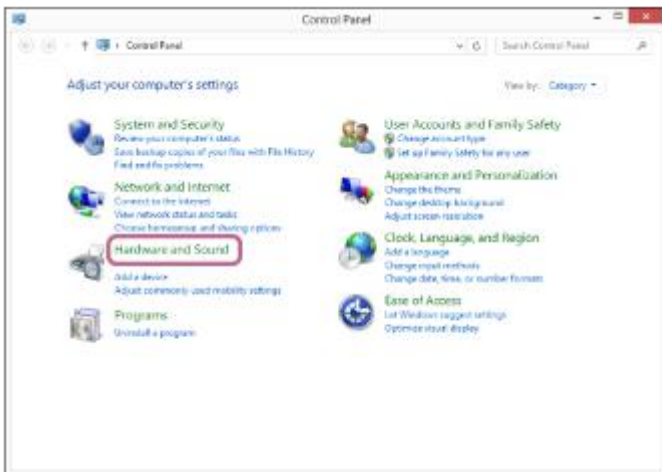 Control Panel
Control Panel
Search Control Panel
Adjust your computer's settings
View by: Category
System and Security
Review your computer's status
Save backup copies of your files with File History
Find and fix problems
Network and Internet
Connect to the Internet
View network status and tasks
Choose homegroup and sharing options
Hardware and Sound
Add a device
Adjust commonly used mobility settings
Programs
Uninstall a program
User Accounts and Family Safety
Change account type
Set up Family Safety for any user
Appearance and Personalization
Change the theme
Change desktop background
Adjust screen resolution
Clock, Language, and Region
Add a language
Change input methods
Change date, time, or number formats
Ease of Access
Let Windows suggest settings
Optimize visual display